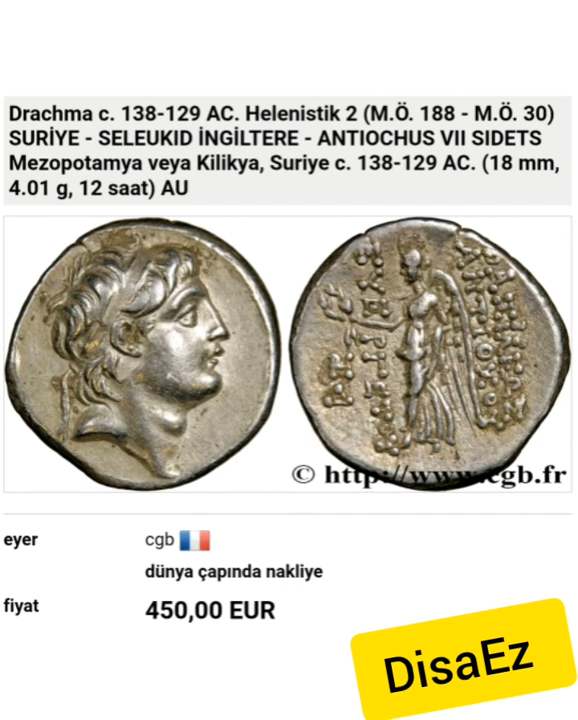 Drachma c. 138-129 AC. Helenistik 2 (M.Ö. 188 - M.Ö. 30)
SURİYE - SELEUKID İNGİLTERE - ANTIOCHUS VII SIDETS
Mezopotamya veya Kilikya, Suriye c. 138-129 AC. (18 mm,
4.01 g, 12 saat) AU
© http://www.cgb.fr
eyer
cgb
dünya çapında nakliye
fiyat
450,00 EUR
DisaEz